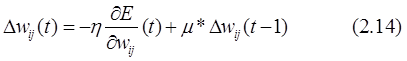 Δw_ij(t) = −η ∂E/∂w_ij (t) + μ * Δw_ij(t−1) (2.14)